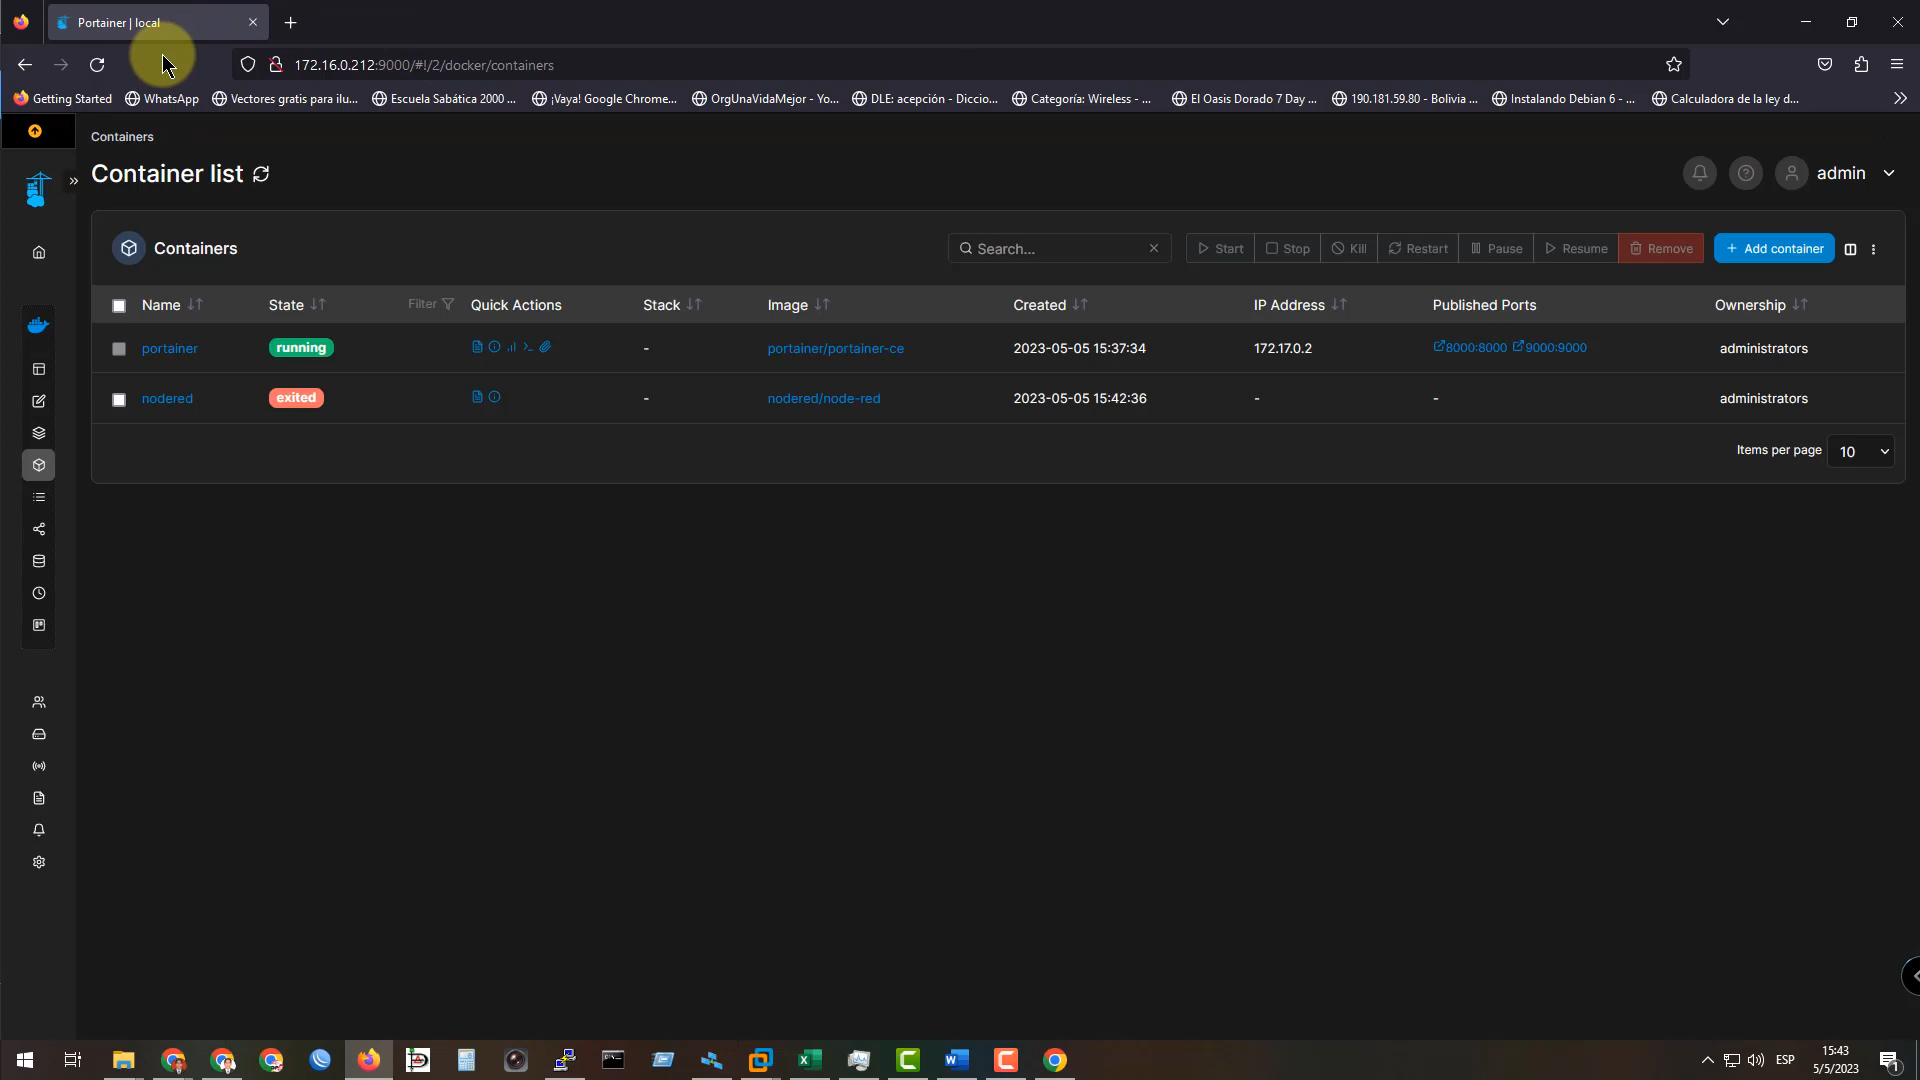 Portainer | local
172.16.0.212:9000/#!/2/docker/containers
Getting Started WhatsApp Vectores gratis para ilu... Escuela Sabática 2000 ... ¡Vaya! Google Chrome... OrgUnaVidaMejor - Yo... DLE: acepción - Diccio... Categoría: Wireless - ... El Oasis Dorado 7 Day ... 190.181.59.80 - Bolivia ... Instalando Debian 6 - ... Calculadora de la ley d...
Containers
Container list
admin
Containers
Search... Start Stop Kill Restart Pause Resume Remove + Add container
Name State Filter Quick Actions Stack Image Created IP Address Published Ports Ownership
portainer running - portainer/portainer-ce 2023-05-05 15:37:34 172.17.0.2 8000:8000 9000:9000 administrators
nodered exited - nodered/node-red 2023-05-05 15:42:36 - - administrators
Items per page 10
ESP
15:43
5/5/2023
1